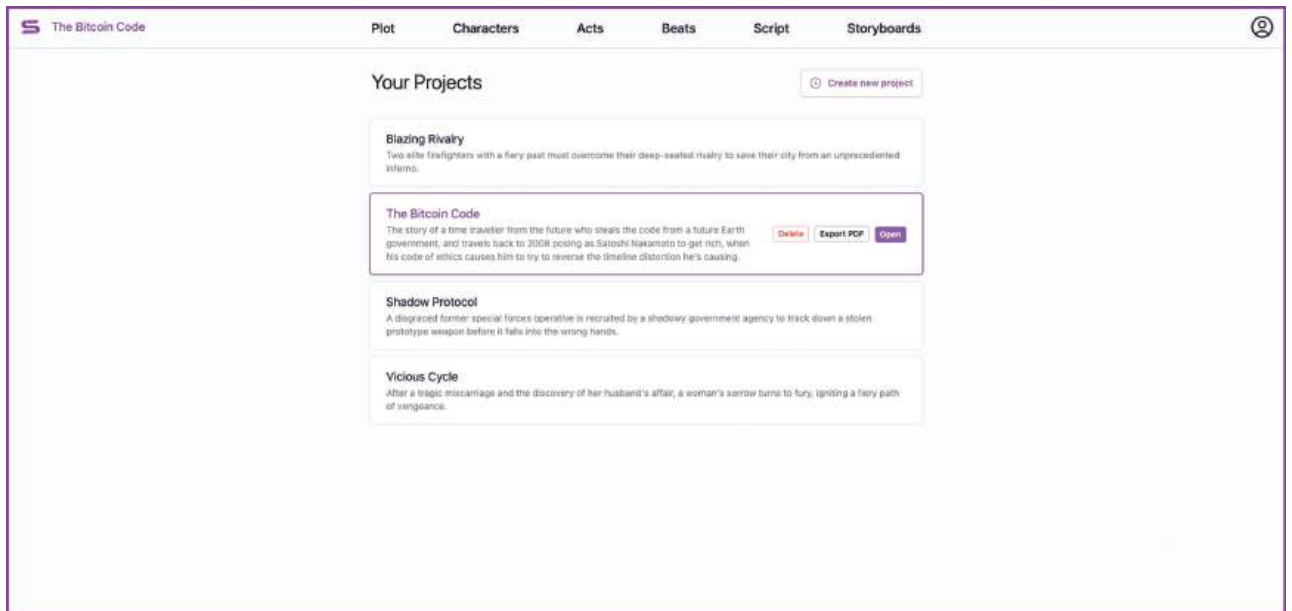 The Bitcoin Code
Plot Characters Acts Beats Script Storyboards
Your Projects
Create new project
Blazing Rivalry
Two elite firefighters with a fiery past must overcome their deep-seated rivalry to save their city from an unprecedented
inferno.
The Bitcoin Code
The story of a time traveller from the future who steals the code from a future Earth
government, and travels back to 2008 posing as Satoshi Nakamoto to get rich, when
his code of ethics causes him to try to reverse the timeline distortion he's causing.
Delete Export PDF Open
Shadow Protocol
A disgraced former special forces operative is recruited by a shadowy government agency to track down a stolen
prototype weapon before it falls into the wrong hands.
Vicious Cycle
After a tragic miscarriage and the discovery of her husband's affair, a woman's sorrow turns to fury, igniting a fiery path
of vengeance.